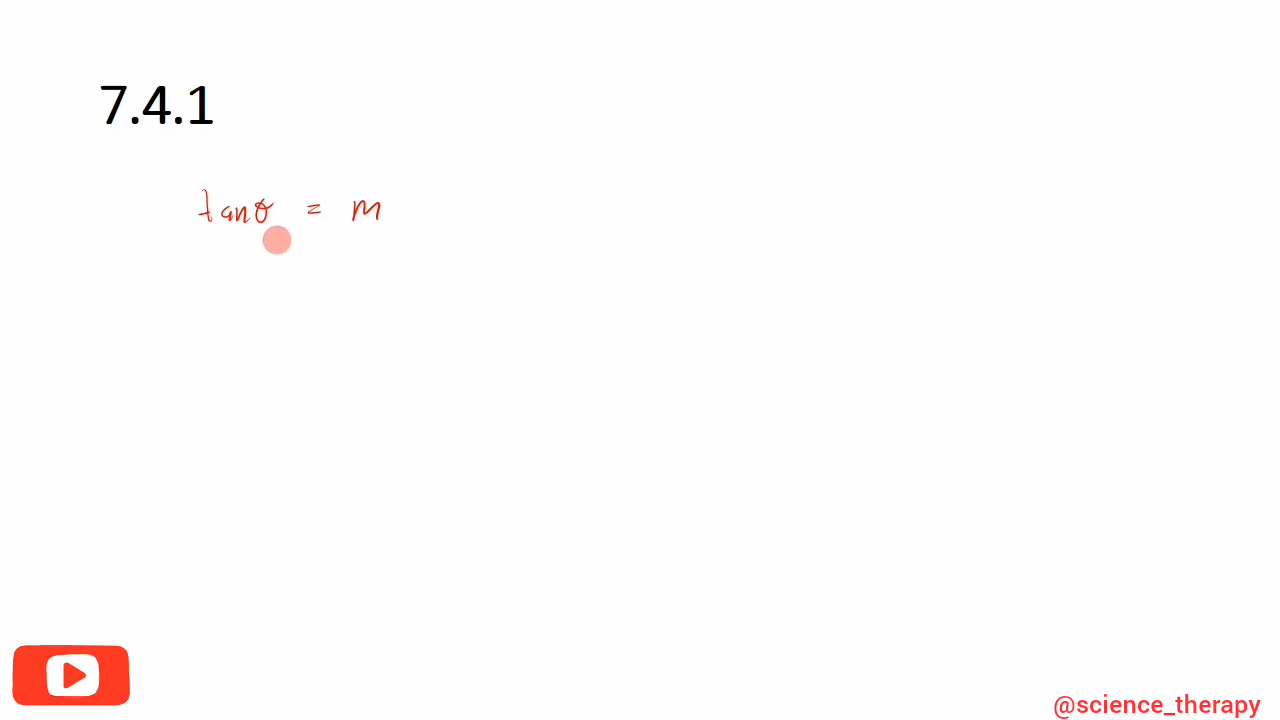 7.4.1
tanθ = m
@science_therapy